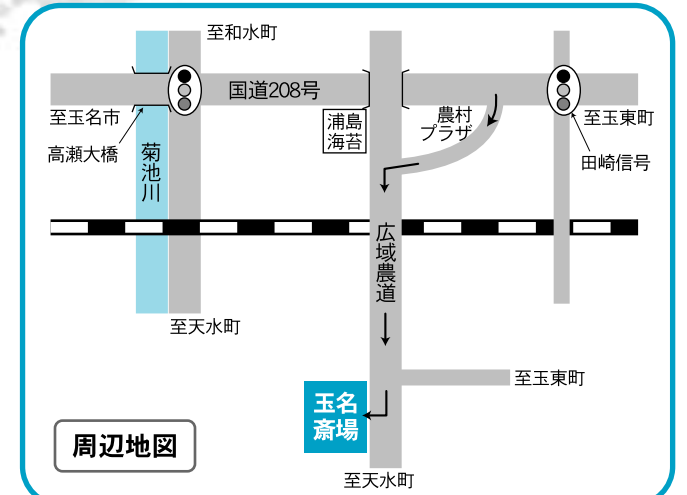 至和水町
国道208号
至玉名市
浦島
海苔
農村
プラザ
至玉東町
高瀬大橋
菊池川
田崎信号
広域農道
至天水町
至玉東町
玉名
斎場
周辺地図
至天水町